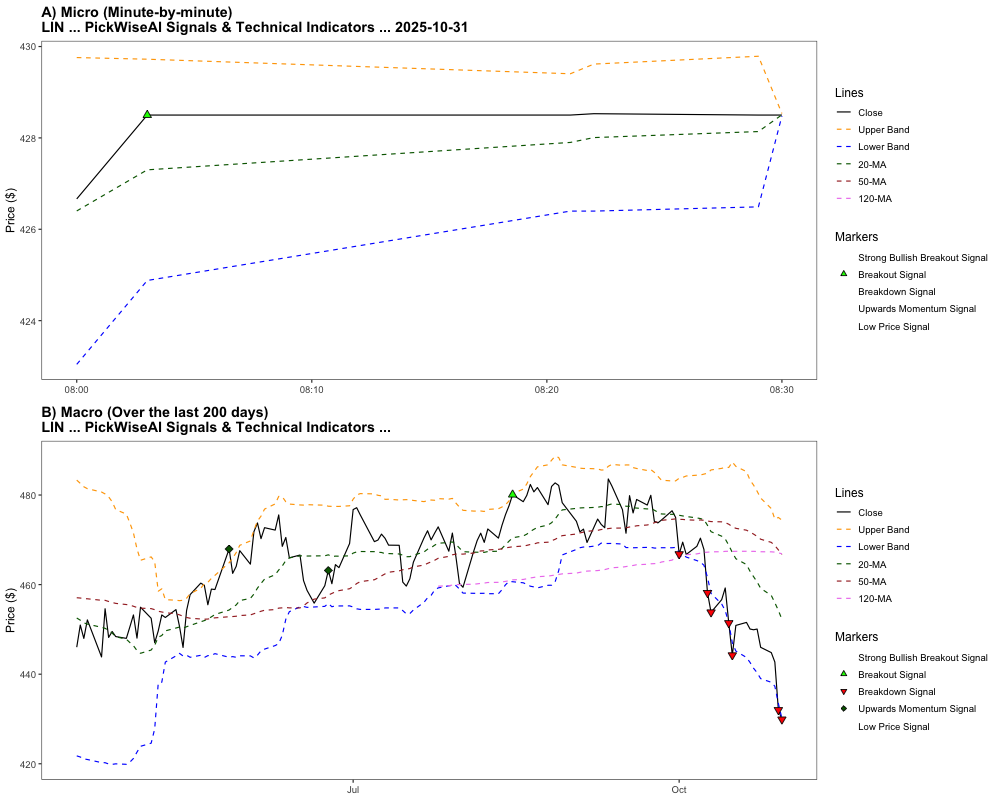 A) Micro (Minute-by-minute)
LIN ... PickWiseAI Signals & Technical Indicators ... 2025-10-31
430
428
426
424
Price ($)
08:00
08:10
08:20
08:30
Lines
Close
Upper Band
Lower Band
20-MA
50-MA
120-MA
Markers
Strong Bullish Breakout Signal
Breakout Signal
Breakdown Signal
Upwards Momentum Signal
Low Price Signal
B) Macro (Over the last 200 days)
LIN ... PickWiseAI Signals & Technical Indicators ...
480
460
440
420
Price ($)
Jul
Oct
Lines
Close
Upper Band
Lower Band
20-MA
50-MA
120-MA
Markers
Strong Bullish Breakout Signal
Breakout Signal
Breakdown Signal
Upwards Momentum Signal
Low Price Signal